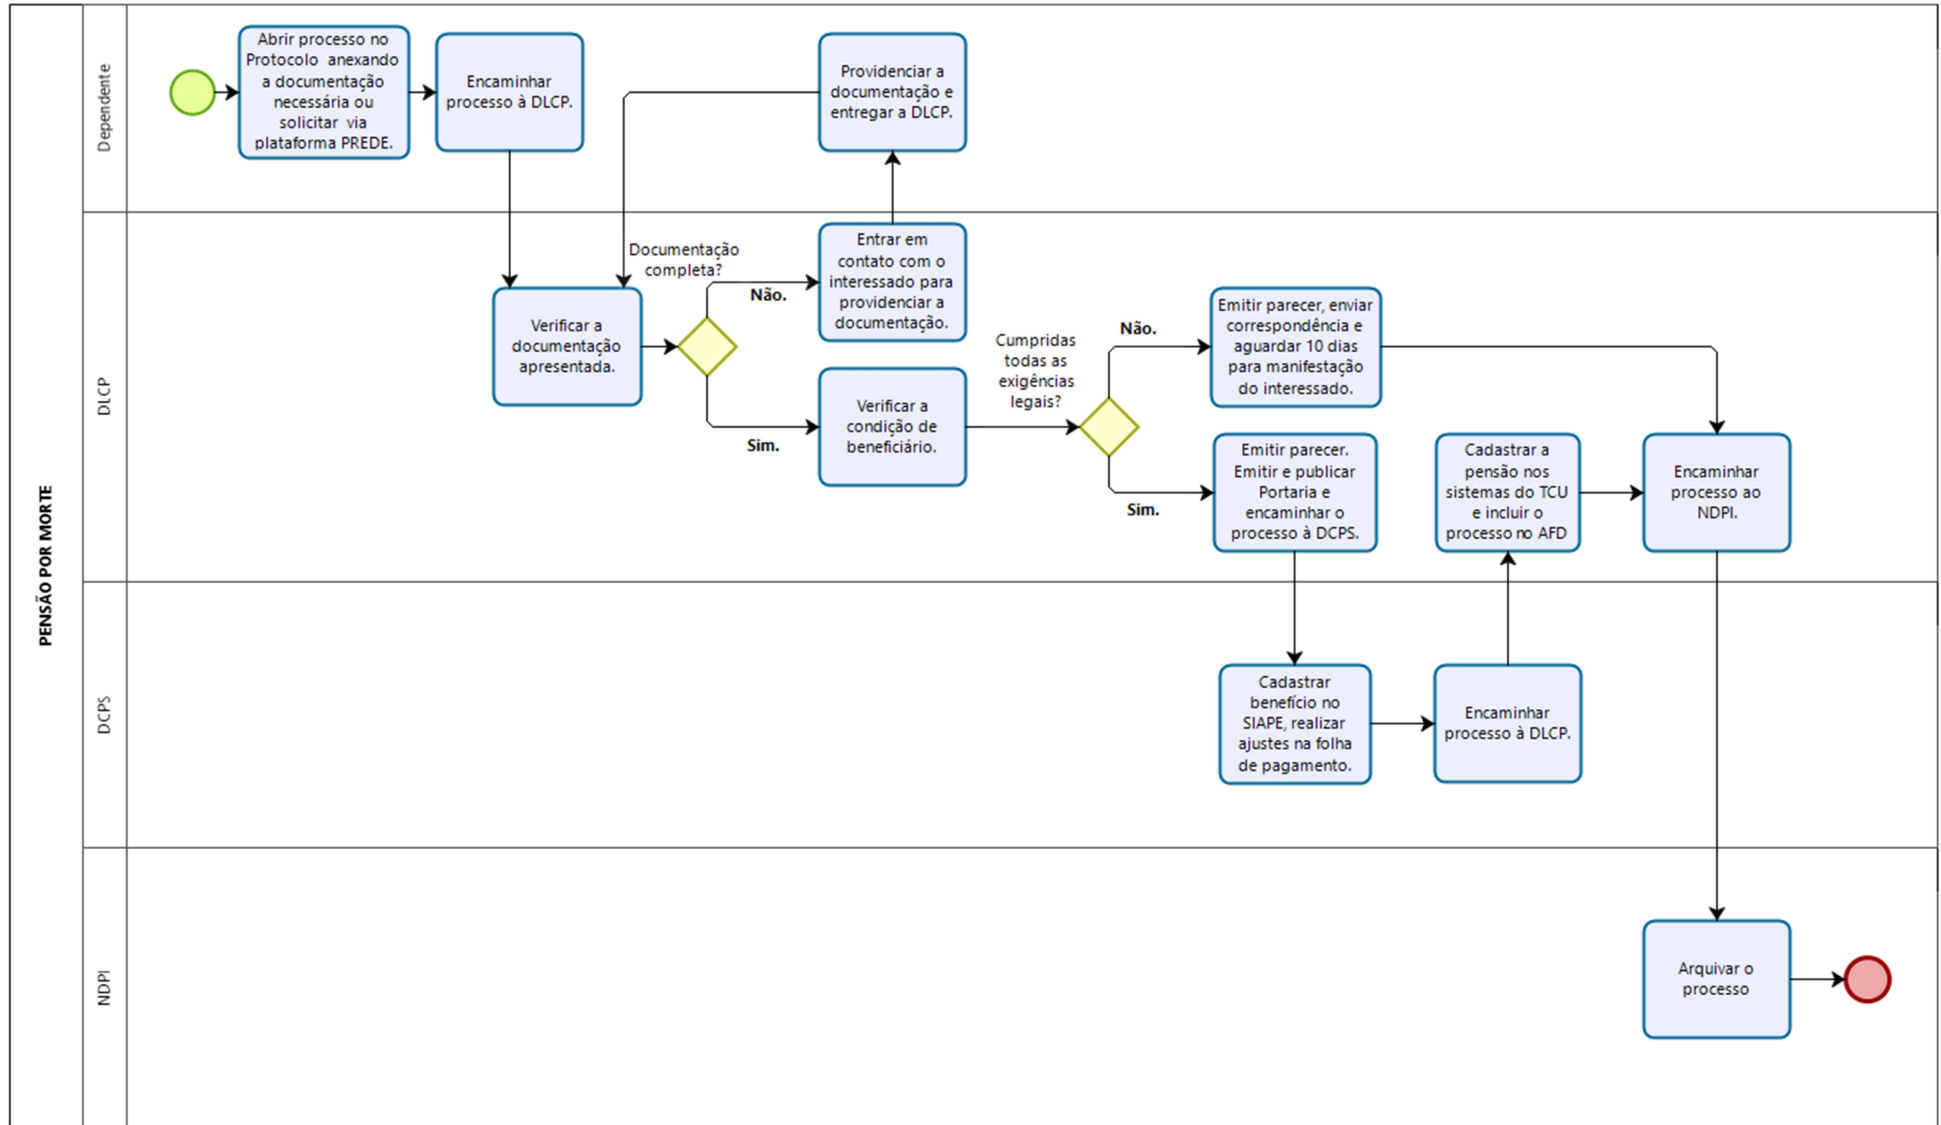 PENSÃO POR MORTE
Dependente
Abrir processo no
Protocolo anexando
a documentação
necessária ou
solicitar via
plataforma PREDE.
Encaminhar
processo à DLCP.
Providenciar a
documentação e
entregar a DLCP.
DLCP
Verificar a
documentação
apresentada.
Documentação
completa?
Não.
Sim.
Entrar em
contato com o
interessado para
providenciar a
documentação.
Verificar a
condição de
beneficiário.
Cumpridas
todas as
exigências
legais?
Não.
Sim.
Emitir parecer, enviar
correspondência e
aguardar 10 dias
para manifestação
do interessado.
Emitir parecer.
Emitir e publicar
Portaria e
encaminhar o
processo à DCPS.
Cadastrar a
pensão nos
sistemas do TCU
e incluir o
processo no AFD
Encaminhar
processo ao
NDPI.
DCPS
Cadastrar
benefício no
SIAPE, realizar
ajustes na folha
de pagamento.
Encaminhar
processo à DLCP.
NDPI
Arquivar o
processo